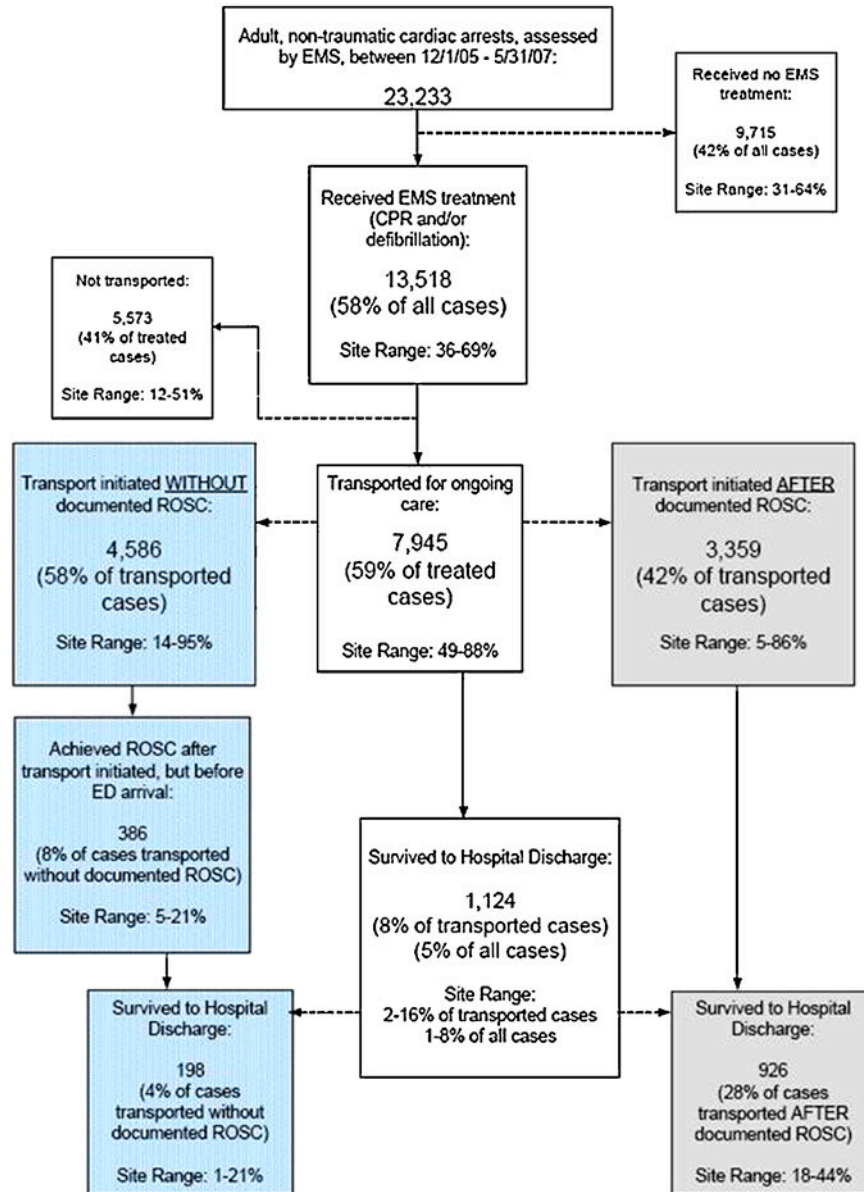 Adult, non-traumatic cardiac arrests, assessed
by EMS, between 12/1/05 - 5/31/07:
23,233
Received no EMS
treatment:
9,715
(42% of all cases)
Site Range: 31-64%
Received EMS treatment
(CPR and/or
defibrillation):
13,518
(58% of all cases)
Site Range: 36-69%
Not transported:
5,573
(41% of treated
cases)
Site Range: 12-51%
Transport initiated WITHOUT
documented ROSC:
4,586
(58% of transported
cases)
Site Range: 14-95%
Transported for ongoing
care:
7,945
(59% of treated
cases)
Site Range: 49-88%
Transport initiated AFTER
documented ROSC:
3,359
(42% of transported
cases)
Site Range: 5-86%
Achieved ROSC after
transport initiated, but before
ED arrival:
386
(8% of cases transported
without documented ROSC)
Site Range: 5-21%
Survived to Hospital Discharge:
1,124
(8% of transported cases)
(5% of all cases)
Site Range:
2-16% of transported cases
1-8% of all cases
Survived to Hospital
Discharge:
198
(4% of cases
transported without
documented ROSC)
Site Range: 1-21%
Survived to Hospital
Discharge:
926
(28% of cases
transported AFTER
documented ROSC)
Site Range: 18-44%